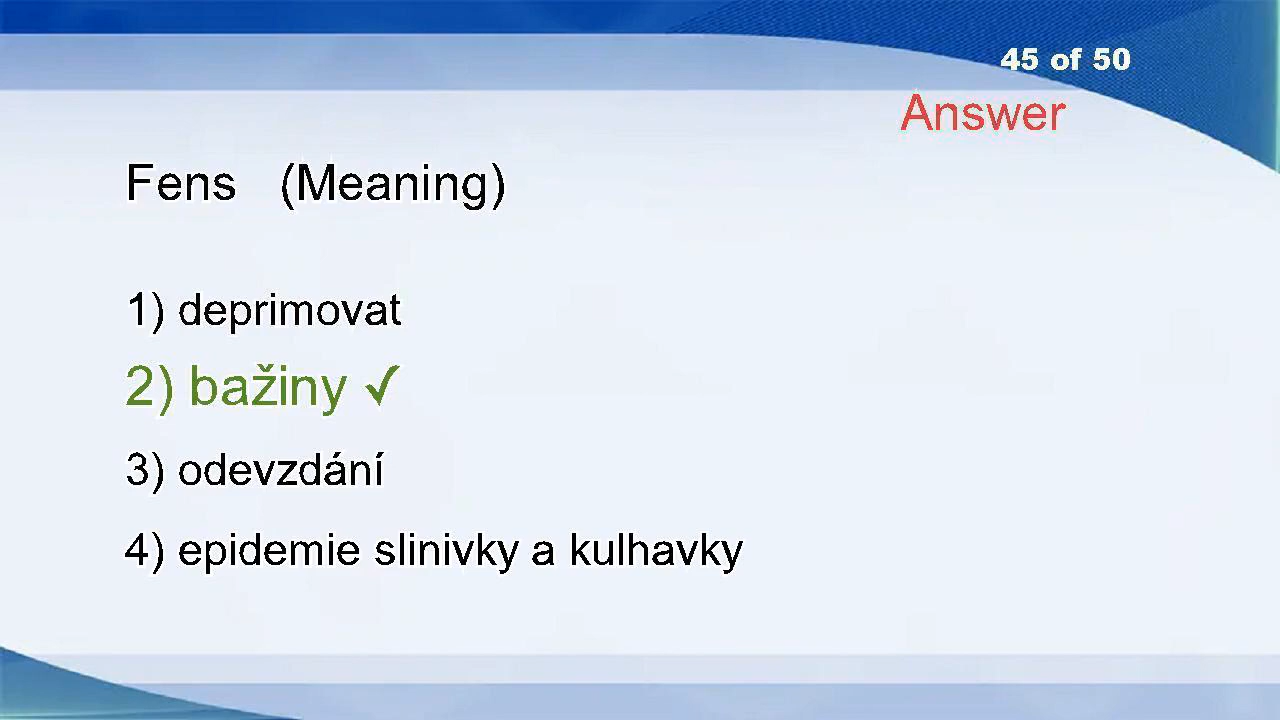 45 of 50
Answer
Fens (Meaning)
1) deprimovat
2) bažiny ✓
3) odevzdání
4) epidemie slinivky a kulhavky